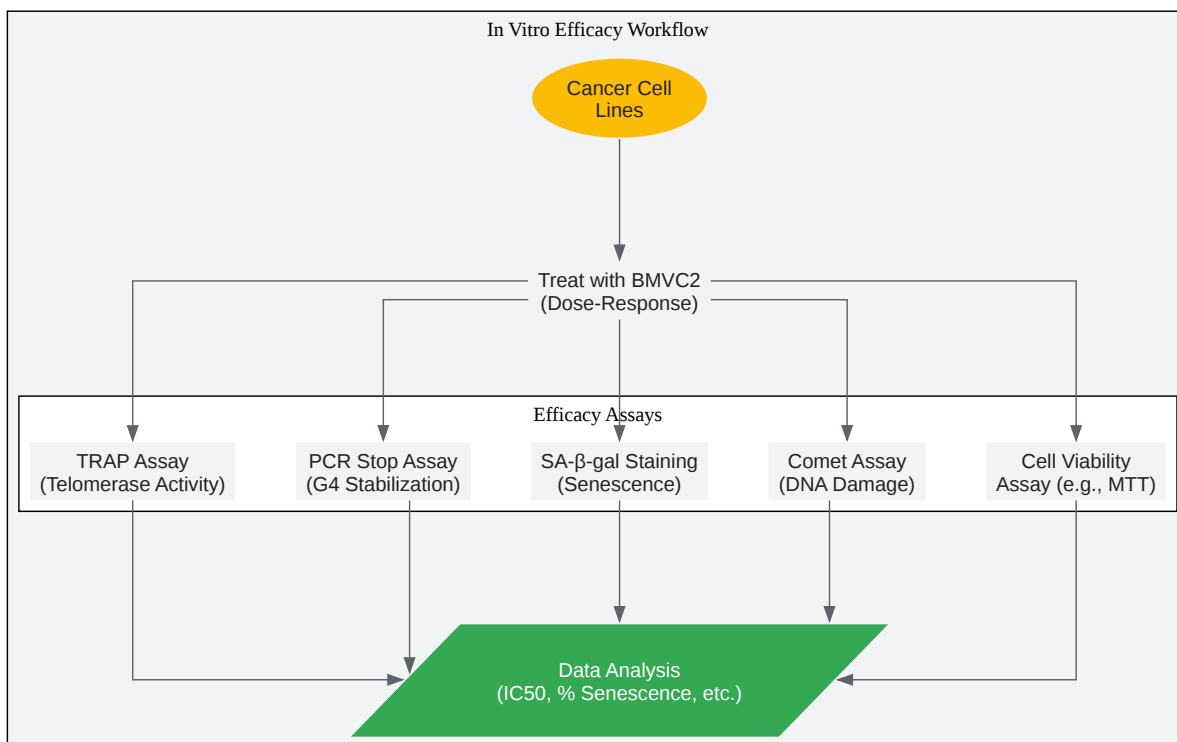 In Vitro Efficacy Workflow
Cancer Cell
Lines
Treat with BMVC2
(Dose-Response)
Efficacy Assays
TRAP Assay
(Telomerase Activity)
PCR Stop Assay
(G4 Stabilization)
SA-β-gal Staining
(Senescence)
Comet Assay
(DNA Damage)
Cell Viability
Assay (e.g., MTT)
Data Analysis
(IC50, % Senescence, etc.)